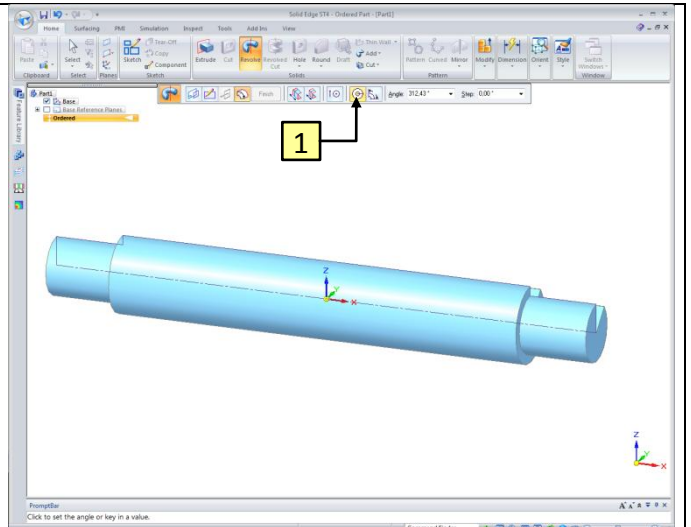 Solid Edge ST4 - Ordered Part - [Part1]
Home Surfacing PMI Simulation Inspect Tools Add Ins View
Paste Select Sketch Tear-Off Extrude Cut Revolve Revolved Cut Hole Round Draft Thin Wall Pattern Curved Mirror Modify Dimension Orient Style Switch Windows
Copy Add
Component Cut
Clipboard Select Planes Sketch Solids Pattern Window
Part1
Base
Base Reference Planes
Ordered
Finish Angle: 312,43 ° Step: 0,00 °
Feature Library
1
Z
Y
X
Z
Y
X
PromptBar
Click to set the angle or key in a value.